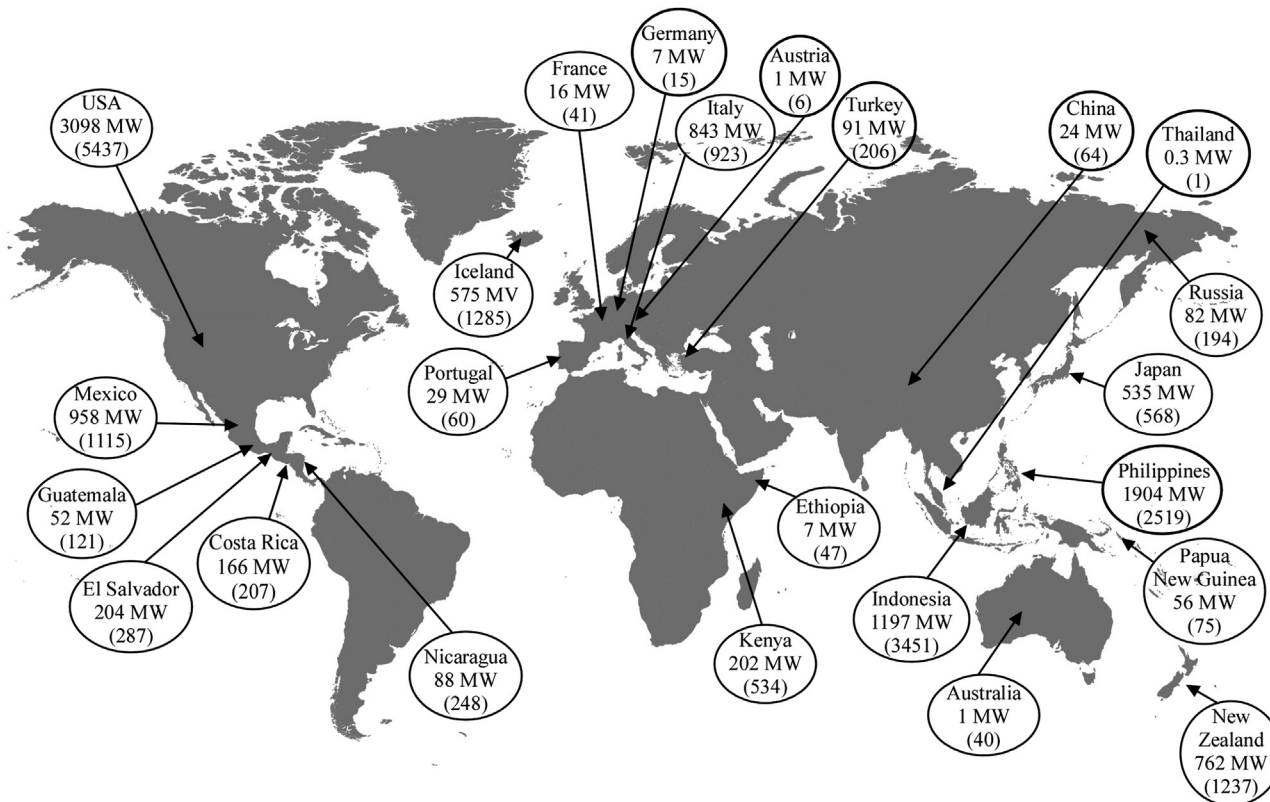 Germany
7 MW
(15)
Austria
1 MW
(6)
France
16 MW
(41)
Italy
843 MW
(923)
Turkey
91 MW
(206)
China
24 MW
(64)
Thailand
0.3 MW
(1)
USA
3098 MW
(5437)
Iceland
575 MV
(1285)
Russia
82 MW
(194)
Portugal
29 MW
(60)
Japan
535 MW
(568)
Mexico
958 MW
(1115)
Philippines
1904 MW
(2519)
Guatemala
52 MW
(121)
Ethiopia
7 MW
(47)
Costa Rica
166 MW
(207)
Papua
New Guinea
56 MW
(75)
El Salvador
204 MW
(287)
Indonesia
1197 MW
(3451)
Kenya
202 MW
(534)
Nicaragua
88 MW
(248)
Australia
1 MW
(40)
New
Zealand
762 MW
(1237)